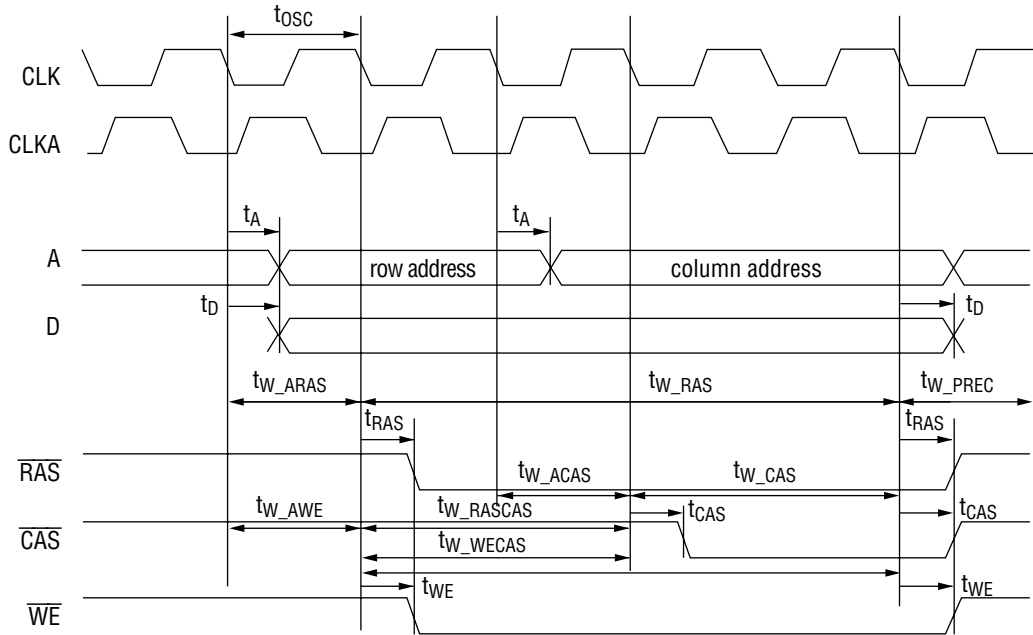 tOSC
CLK
CLKA
tA tA
A row address column address
tD tD
D
tW_ARAS tW_RAS tW_PREC
tRAS tRAS
RAS tW_ACAS tW_CAS
tW_AWE tW_RASCAS tCAS tCAS
CAS tW_WECAS
tWE tWE
WE